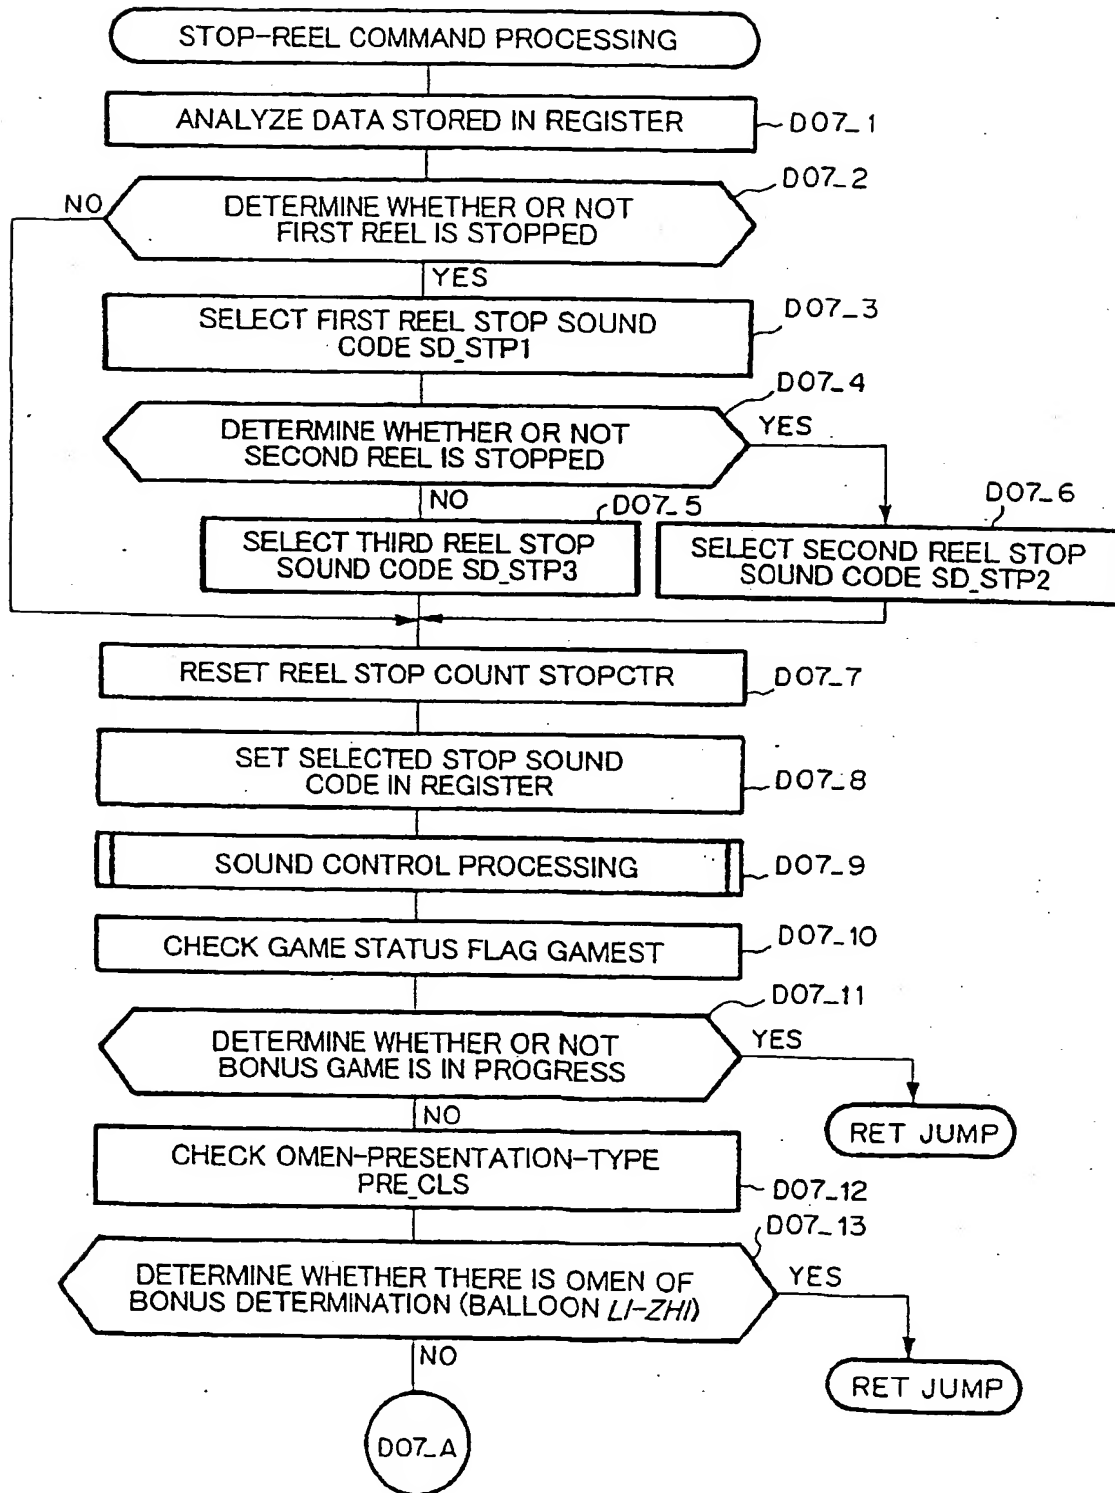 STOP-REEL COMMAND PROCESSING
ANALYZE DATA STORED IN REGISTER
D07_1
D07_2
NO
DETERMINE WHETHER OR NOT
FIRST REEL IS STOPPED
YES
D07_3
SELECT FIRST REEL STOP SOUND
CODE SD_STP1
D07_4
YES
DETERMINE WHETHER OR NOT
SECOND REEL IS STOPPED
NO
D07_5
D07_6
SELECT THIRD REEL STOP
SOUND CODE SD_STP3
SELECT SECOND REEL STOP
SOUND CODE SD_STP2
RESET REEL STOP COUNT STOPCTR
D07_7
SET SELECTED STOP SOUND
CODE IN REGISTER
D07_8
SOUND CONTROL PROCESSING
D07_9
CHECK GAME STATUS FLAG GAMEST
D07_10
D07_11
YES
DETERMINE WHETHER OR NOT
BONUS GAME IS IN PROGRESS
NO
RET JUMP
CHECK OMEN-PRESENTATION-TYPE
PRE_CLS
D07_12
D07_13
DETERMINE WHETHER THERE IS OMEN OF
BONUS DETERMINATION (BALLOON LI-ZHI)
YES
NO
RET JUMP
D07_A